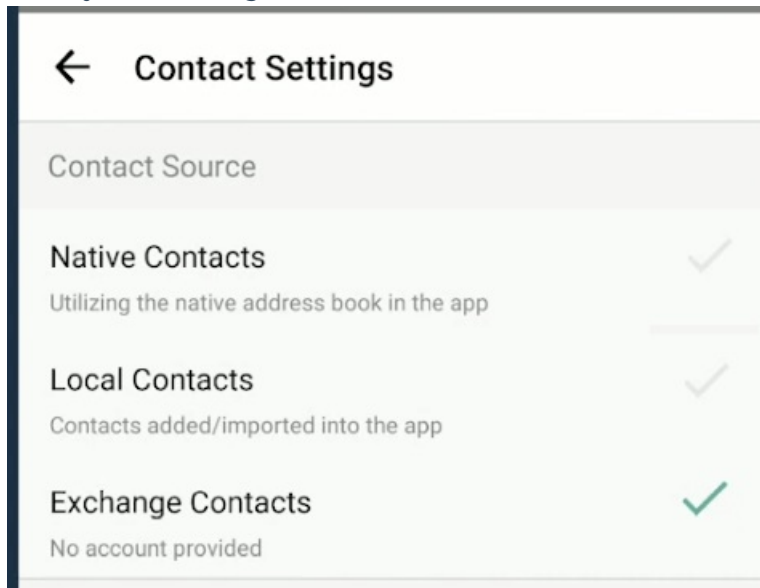 Contact Settings
Contact Source
Native Contacts
Utilizing the native address book in the app
Local Contacts
Contacts added/imported into the app
Exchange Contacts
No account provided